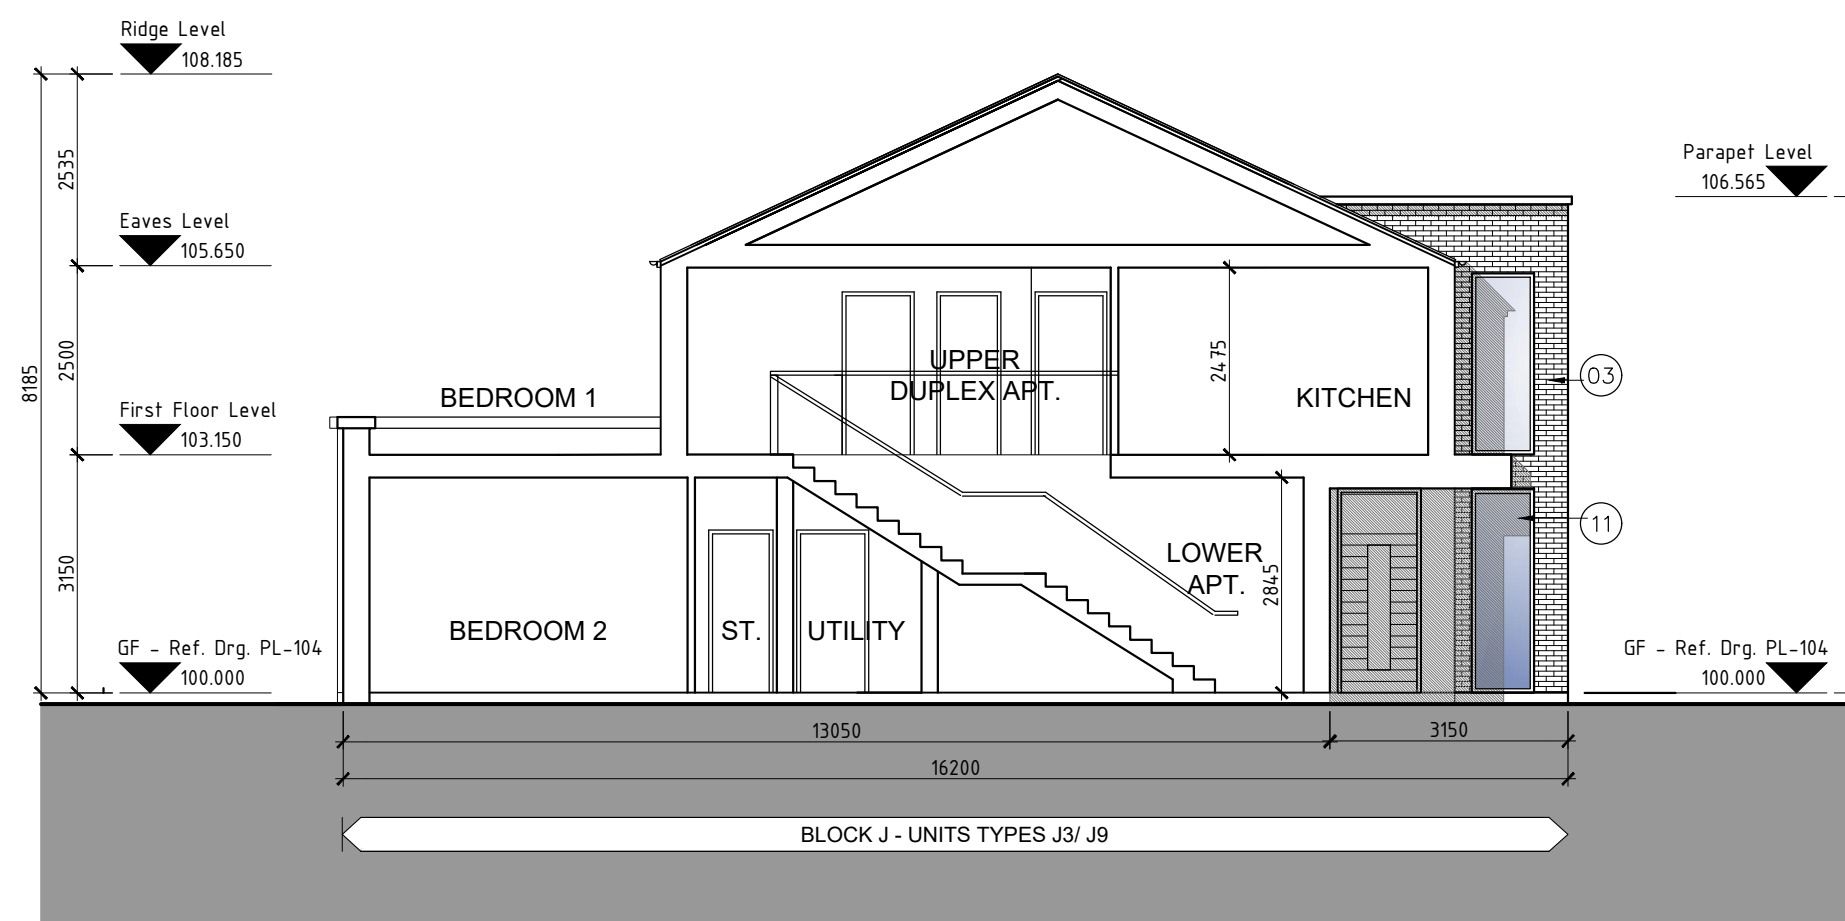 Ridge Level
108.185
2535
Parapet Level
106.565
Eaves Level
105.650
2500
8185
UPPER
DUPLEX APT.
2475
KITCHEN
03
BEDROOM 1
First Floor Level
103.150
3150
11
LOWER
APT.
2845
BEDROOM 2
ST.
UTILITY
GF - Ref. Drg. PL-104
100.000
GF - Ref. Drg. PL-104
100.000
13050
3150
16200
BLOCK J - UNITS TYPES J3/ J9